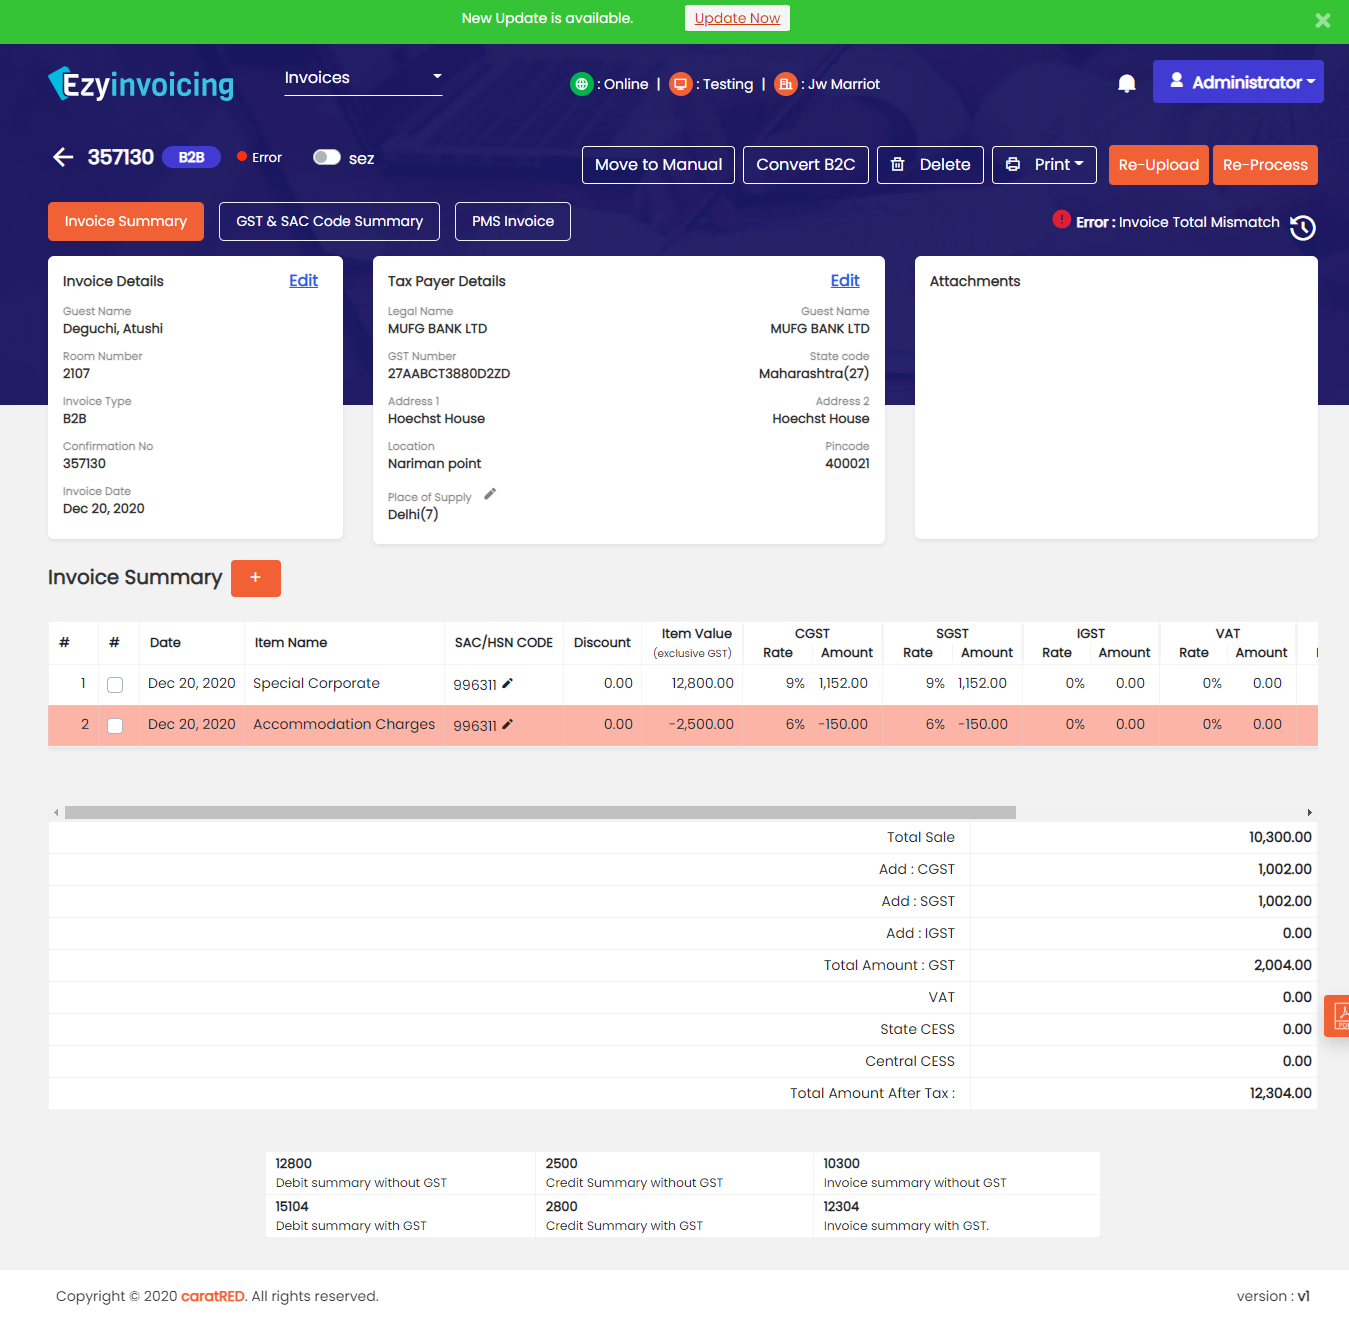 New Update is available. Update Now ×
Ezyinvoicing Invoices : Online | : Testing | : Jw Marriot Administrator
357130 B2B Error sez Move to Manual Convert B2C Delete Print Re-Upload Re-Process
Invoice Summary GST & SAC Code Summary PMS Invoice Error : Invoice Total Mismatch
Invoice Details Edit
Guest Name
Deguchi, Atushi
Room Number
2107
Invoice Type
B2B
Confirmation No
357130
Invoice Date
Dec 20, 2020
Tax Payer Details Edit
Legal Name Guest Name
MUFG BANK LTD MUFG BANK LTD
GST Number State code
27AABCT3880D2ZD Maharashtra(27)
Address 1 Address 2
Hoechst House Hoechst House
Location Pincode
Nariman point 400021
Place of Supply
Delhi(7)
Attachments
Invoice Summary +
# # Date Item Name SAC/HSN CODE Discount Item Value CGST SGST IGST VAT
(exclusive GST) Rate Amount Rate Amount Rate Amount Rate Amount
1 Dec 20, 2020 Special Corporate 996311 0.00 12,800.00 9% 1,152.00 9% 1,152.00 0% 0.00 0% 0.00
2 Dec 20, 2020 Accommodation Charges 996311 0.00 -2,500.00 6% -150.00 6% -150.00 0% 0.00 0% 0.00
Total Sale 10,300.00
Add : CGST 1,002.00
Add : SGST 1,002.00
Add : IGST 0.00
Total Amount : GST 2,004.00
VAT 0.00
State CESS 0.00
Central CESS 0.00
Total Amount After Tax : 12,304.00
12800 2500 10300
Debit summary without GST Credit Summary without GST Invoice summary without GST
15104 2800 12304
Debit summary with GST Credit Summary with GST Invoice summary with GST.
Copyright © 2020 caratRED. All rights reserved. version : v1